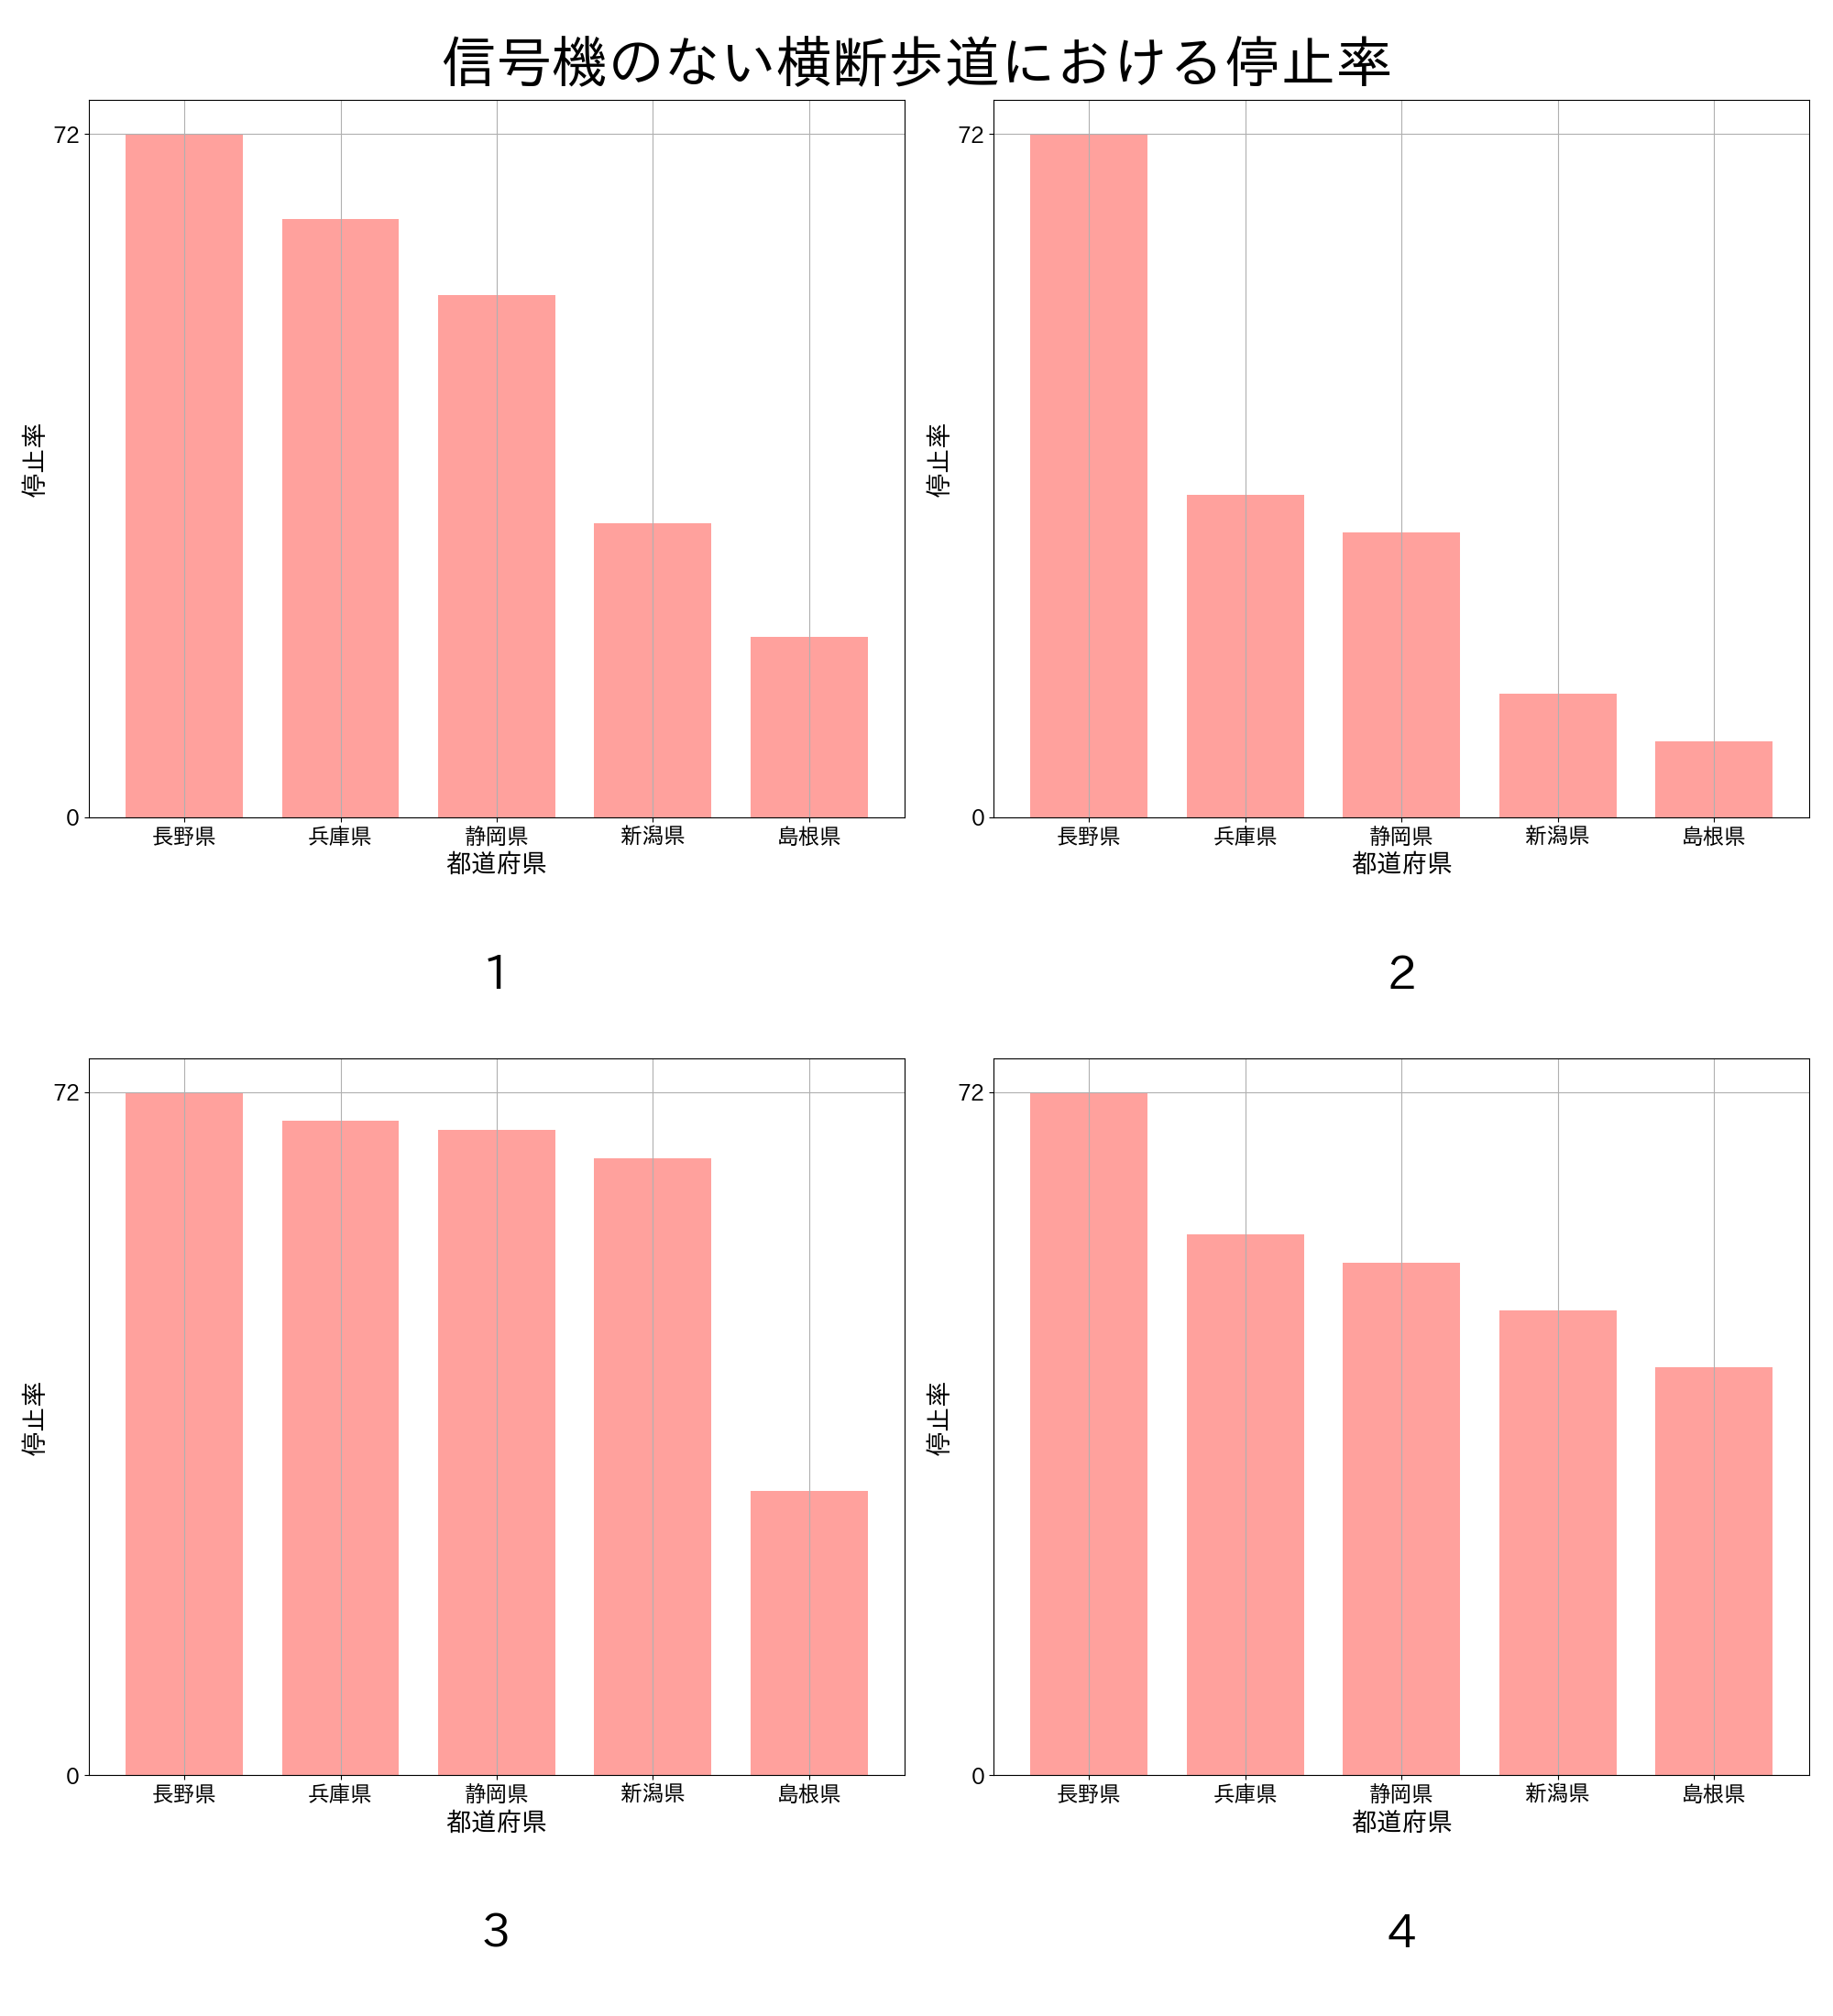 信号機のない横断歩道における停止率
72
停止率
0
長野県 兵庫県 静岡県 新潟県 島根県
都道府県
1
72
停止率
0
長野県 兵庫県 静岡県 新潟県 島根県
都道府県
2
72
停止率
0
長野県 兵庫県 静岡県 新潟県 島根県
都道府県
3
72
停止率
0
長野県 兵庫県 静岡県 新潟県 島根県
都道府県
4